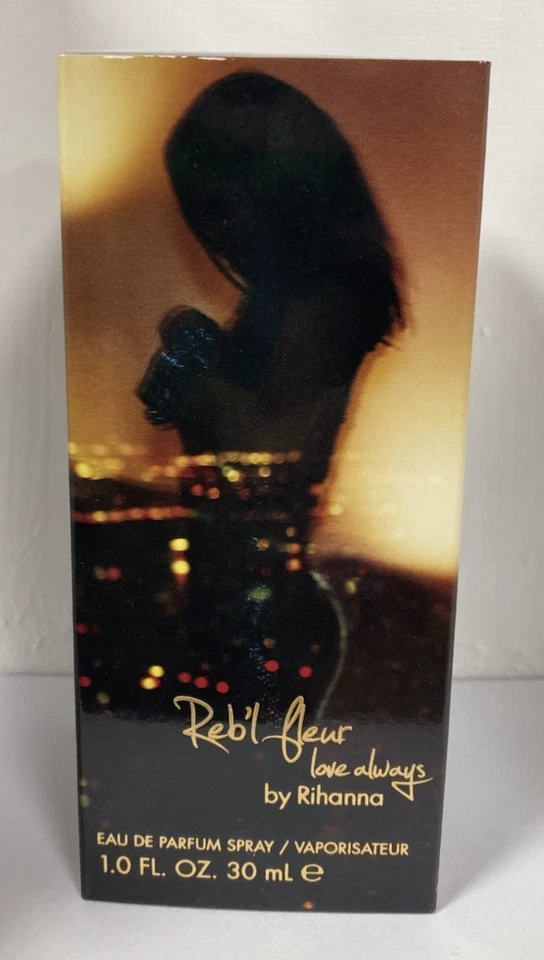 Reb'l fleur
love always
by Rihanna
EAU DE PARFUM SPRAY / VAPORISATEUR
1.0 FL. OZ. 30 mL ℮